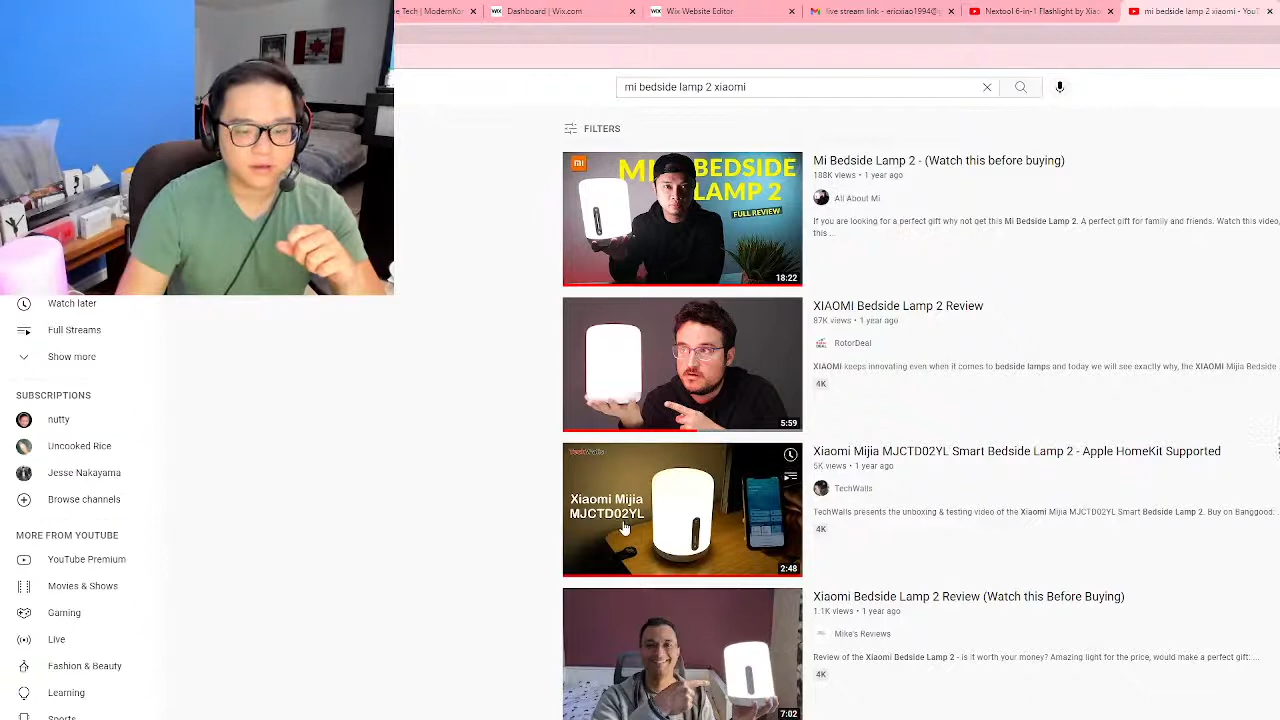 e Tech | ModemKor
Dashboard | Wix.com
Wix Website Editor
live stream link - ericxiao1994@
Nextool 6-in-1 Flashlight by Xia
mi bedside lamp 2 xiaomi - YouT
mi bedside lamp 2 xiaomi
FILTERS
MI BEDSIDE
LAMP 2
FULL REVIEW
18:22
Mi Bedside Lamp 2 - (Watch this before buying)
188K views • 1 year ago
All About Mi
If you are looking for a perfect gift why not get this Mi Bedside Lamp 2. A perfect gift for family and friends. Watch this video,
this ...
5:59
XIAOMI Bedside Lamp 2 Review
87K views • 1 year ago
RotorDeal
XIAOMI keeps innovating even when it comes to bedside lamps and today we will see exactly why, the XIAOMI Mijia Bedside
4K
TechWalls
Xiaomi Mijia
MJCTD02YL
2:48
Xiaomi Mijia MJCTD02YL Smart Bedside Lamp 2 - Apple HomeKit Supported
5K views • 1 year ago
TechWalls
TechWalls presents the unboxing & testing video of the Xiaomi Mijia MJCTD02YL Smart Bedside Lamp 2. Buy on Banggood:
4K
7:02
Xiaomi Bedside Lamp 2 Review (Watch this Before Buying)
1.1K views • 1 year ago
Mike's Reviews
Review of the Xiaomi Bedside Lamp 2 - is it worth your money? Amazing light for the price, would make a perfect gift: ...
4K
Watch later
Full Streams
Show more
SUBSCRIPTIONS
nutty
Uncooked Rice
Jesse Nakayama
Browse channels
MORE FROM YOUTUBE
YouTube Premium
Movies & Shows
Gaming
Live
Fashion & Beauty
Learning
Sports